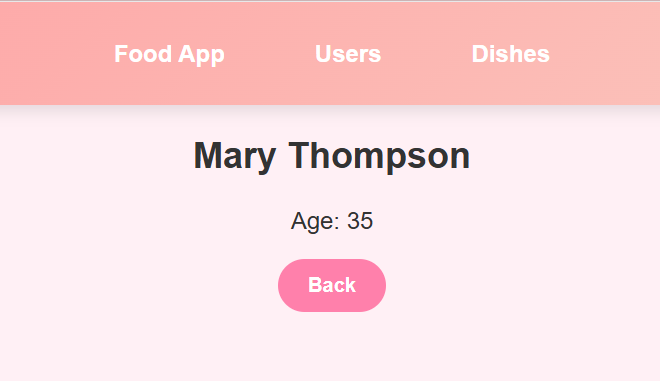 Food App Users Dishes
Mary Thompson
Age: 35
Back